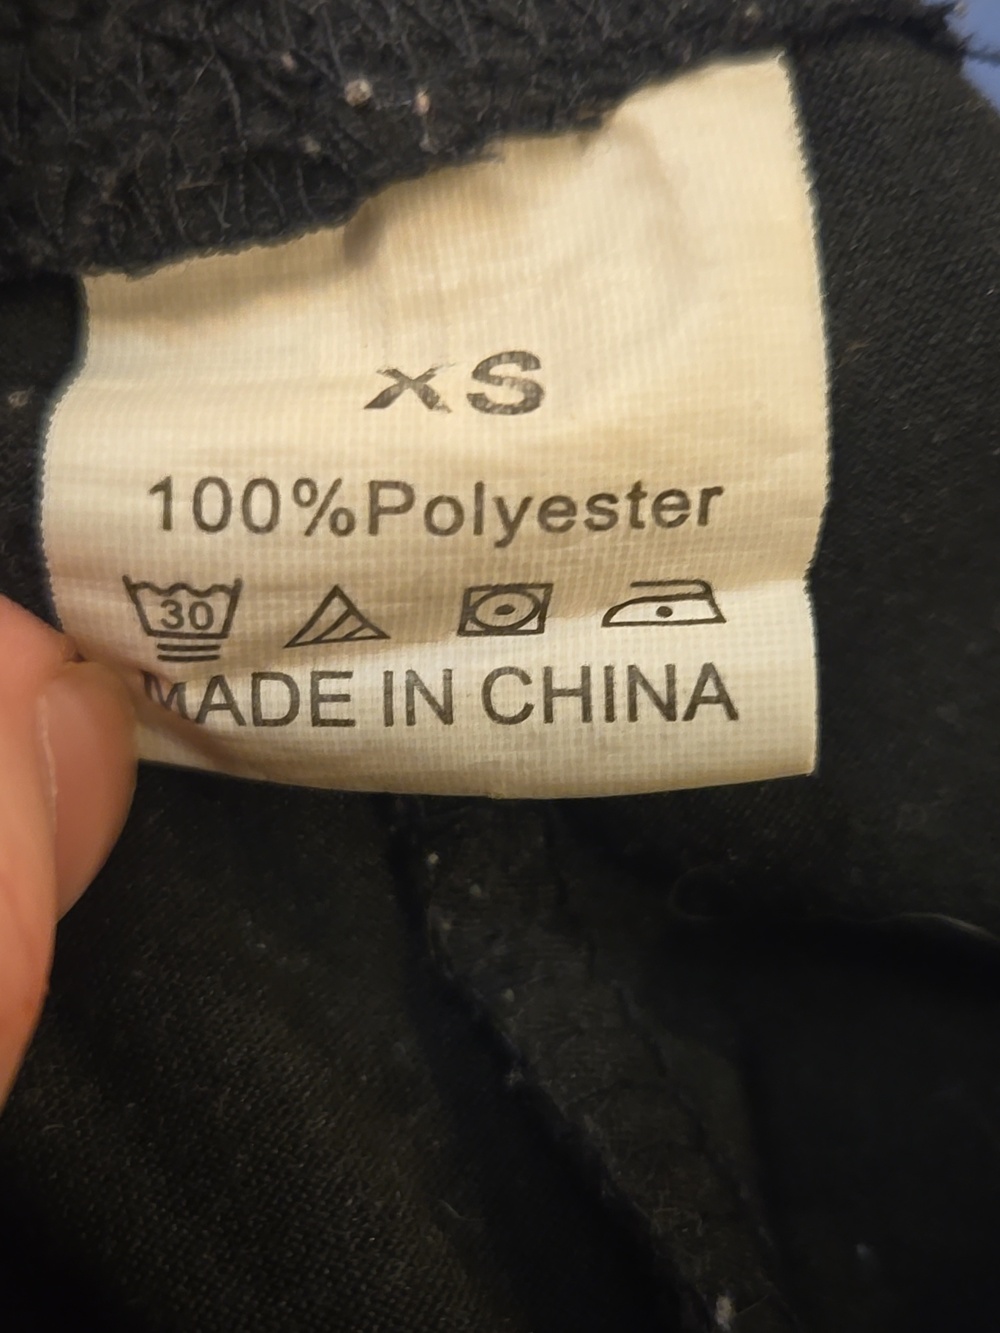 XS
100%Polyester
30
MADE IN CHINA